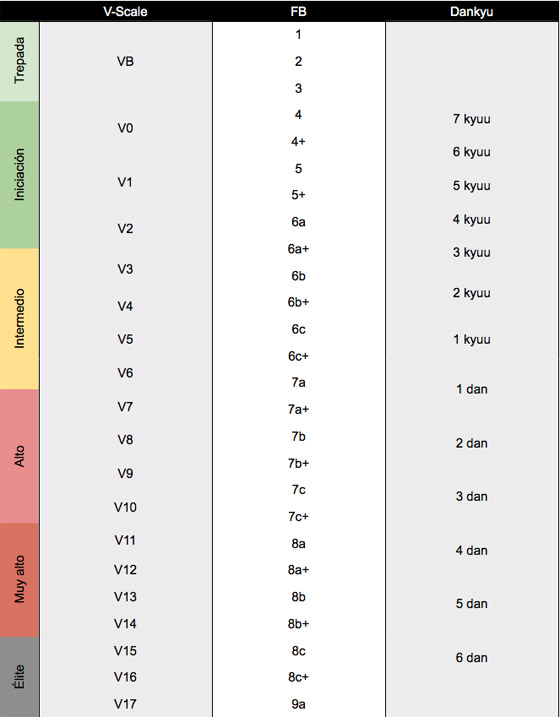 V-Scale
FB
Dankyu
Trepada
Iniciación
Intermedio
Alto
Muy alto
Élite
VB
V0
V1
V2
V3
V4
V5
V6
V7
V8
V9
V10
V11
V12
V13
V14
V15
V16
V17
1
2
3
4
4+
5
5+
6a
6a+
6b
6b+
6c
6c+
7a
7a+
7b
7b+
7c
7c+
8a
8a+
8b
8b+
8c
8c+
9a
7 kyuu
6 kyuu
5 kyuu
4 kyuu
3 kyuu
2 kyuu
1 kyuu
1 dan
2 dan
3 dan
4 dan
5 dan
6 dan